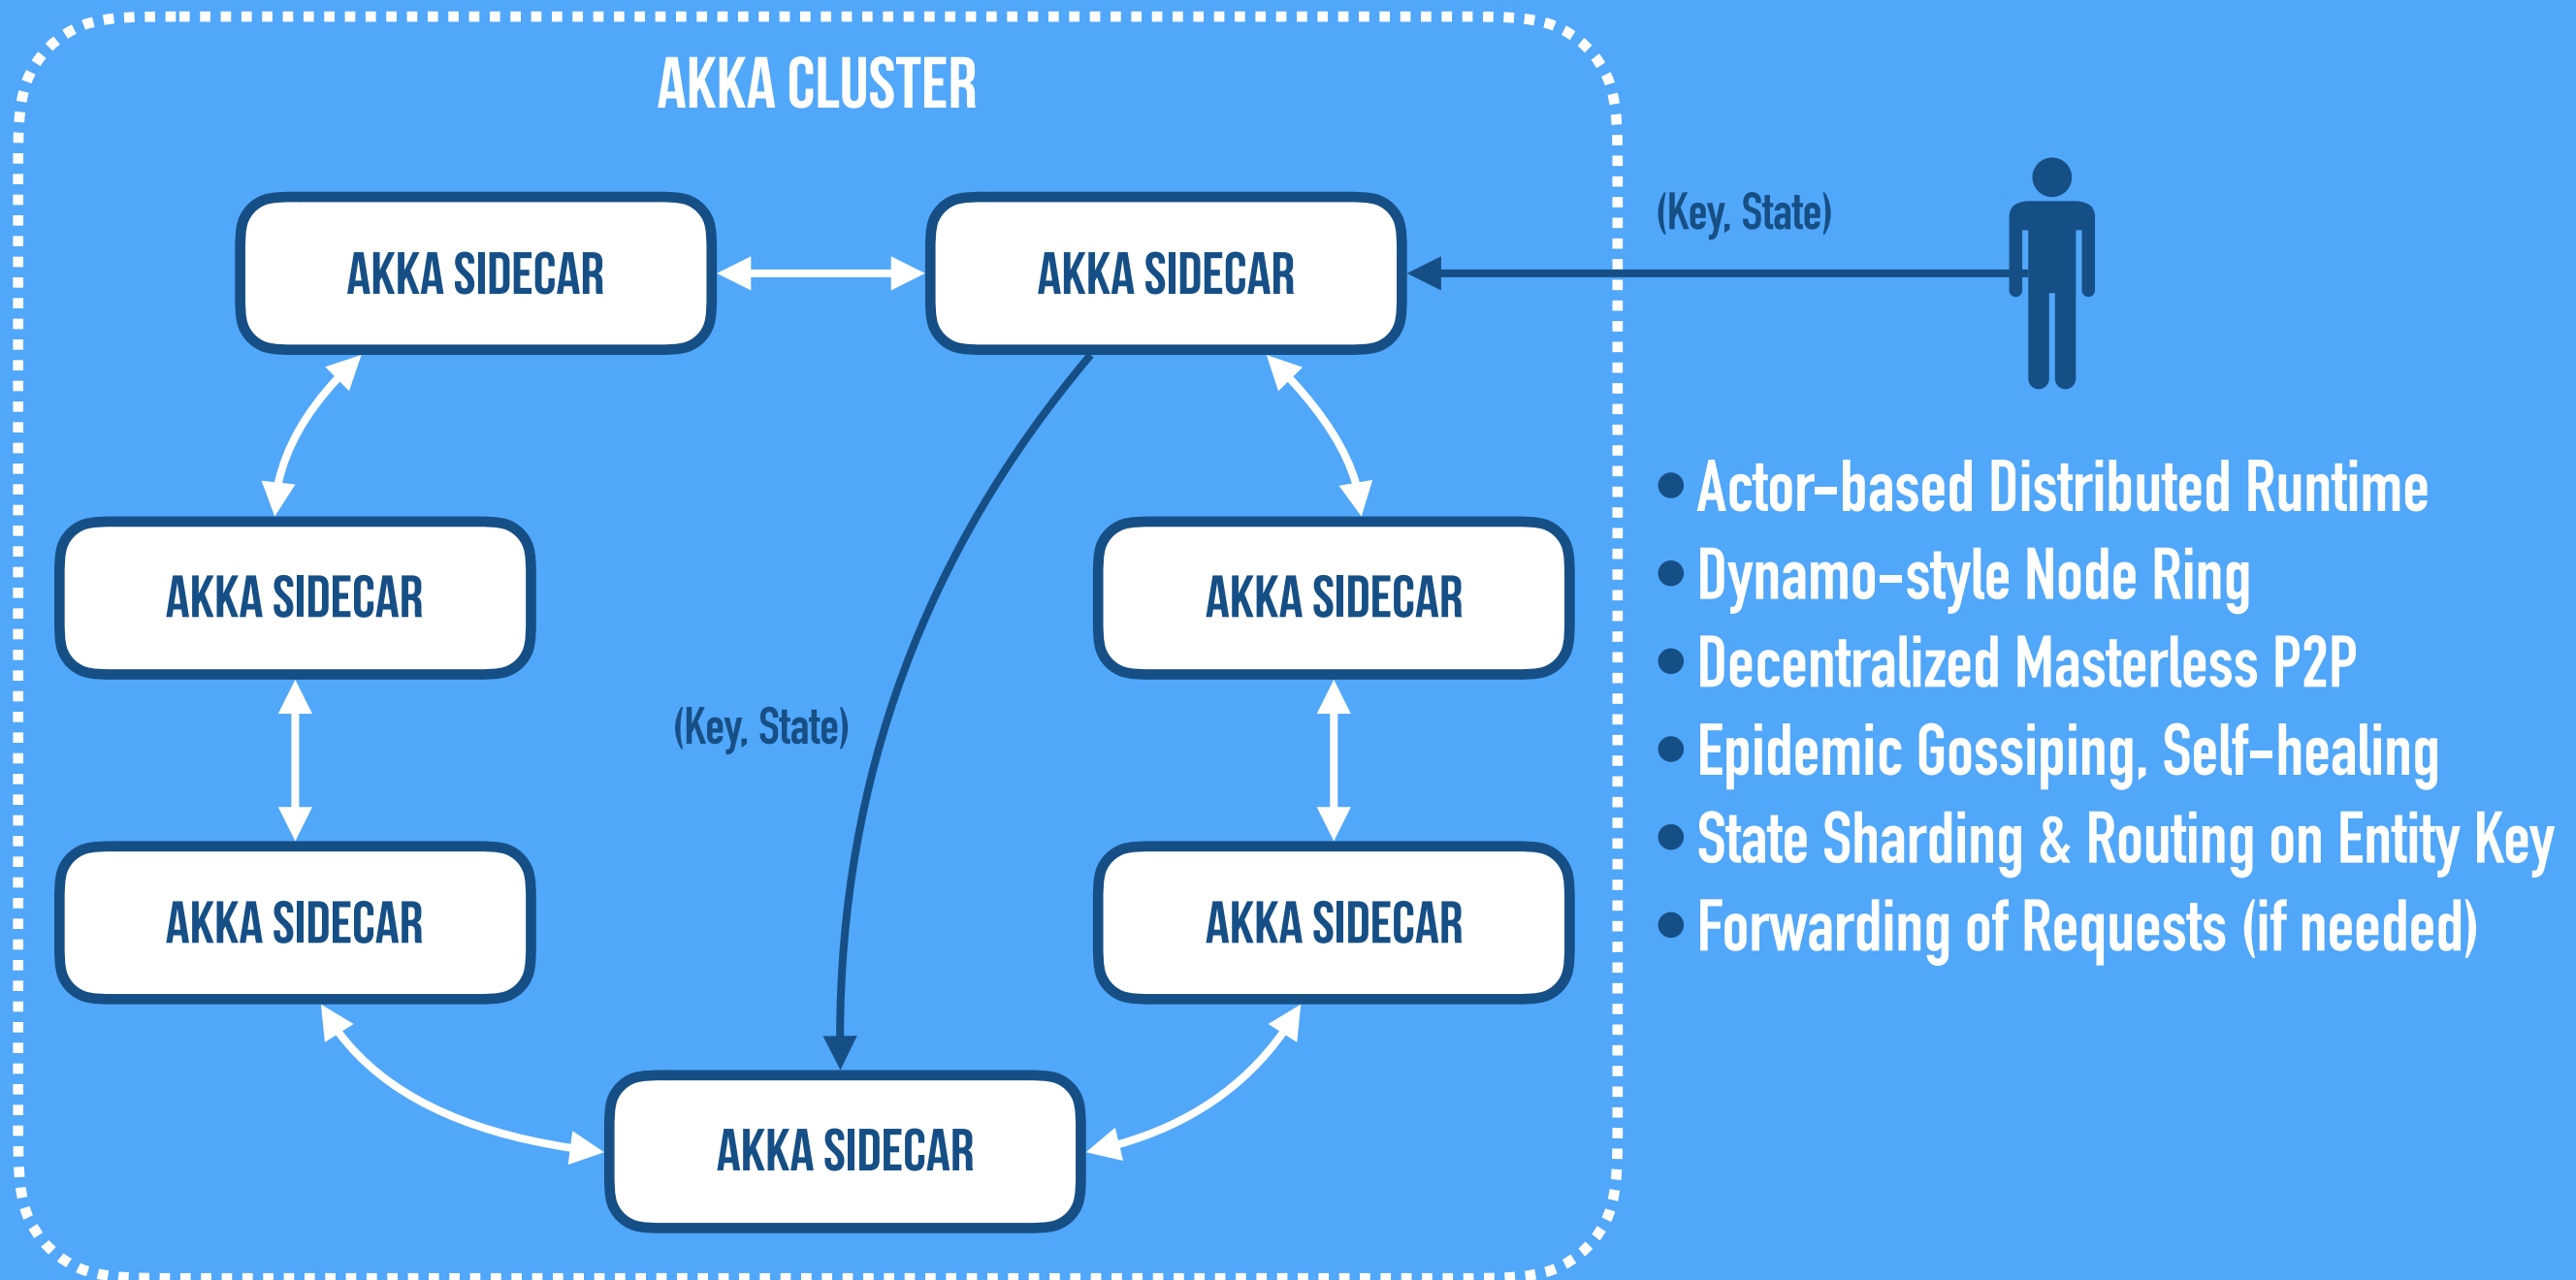 AKKA CLUSTER
AKKA SIDECAR
AKKA SIDECAR
(Key, State)
AKKA SIDECAR
AKKA SIDECAR
(Key, State)
AKKA SIDECAR
AKKA SIDECAR
AKKA SIDECAR
• Actor-based Distributed Runtime
• Dynamo-style Node Ring
• Decentralized Masterless P2P
• Epidemic Gossiping, Self-healing
• State Sharding & Routing on Entity Key
• Forwarding of Requests (if needed)